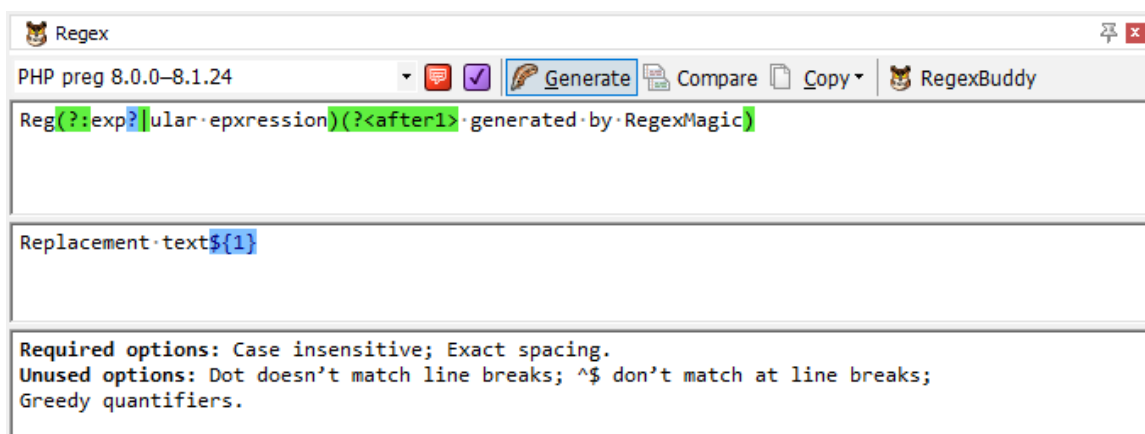 Regex
PHP preg 8.0.0–8.1.24 Generate Compare Copy RegexBuddy
Reg(?:exp?|ular·epxression)(?<after1>·generated·by·RegexMagic)
Replacement·text${1}
Required options: Case insensitive; Exact spacing.
Unused options: Dot doesn’t match line breaks; ^$ don’t match at line breaks;
Greedy quantifiers.